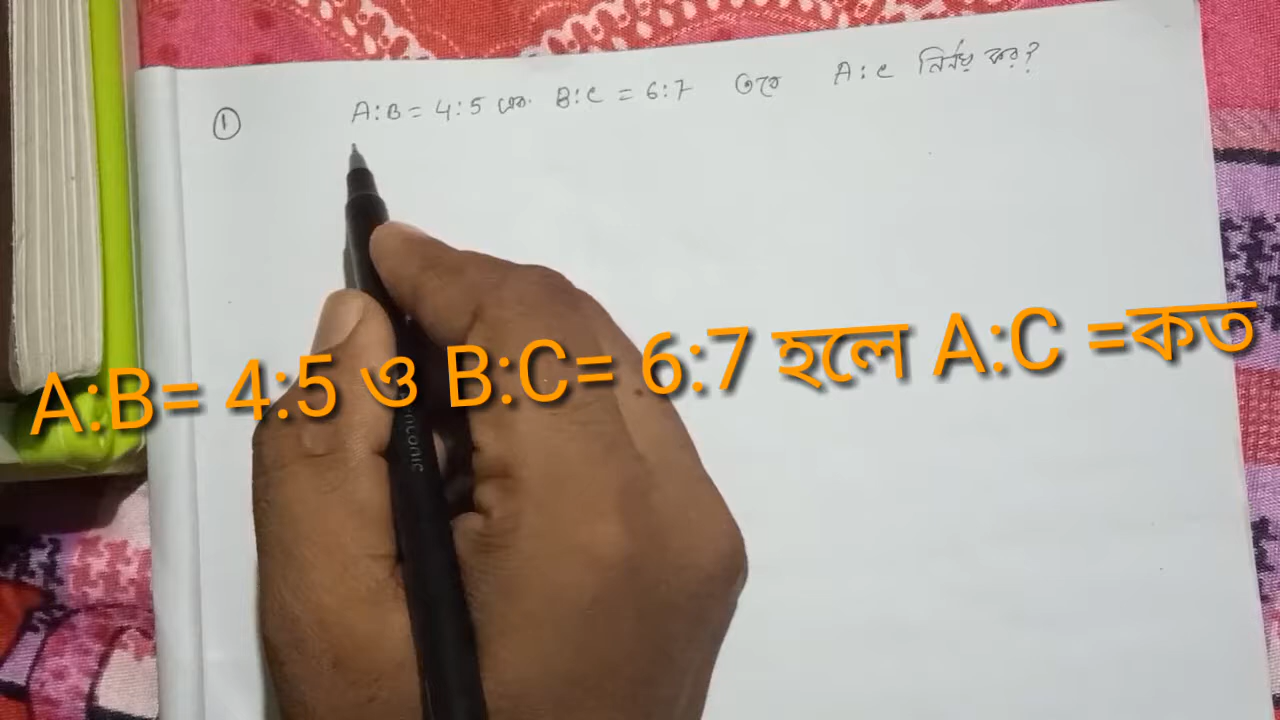 ① A:B = 4:5 এবং B:C = 6:7 তবে A:C নির্ণয় কর?
A:B= 4:5 ও B:C= 6:7 হলে A:C =কত